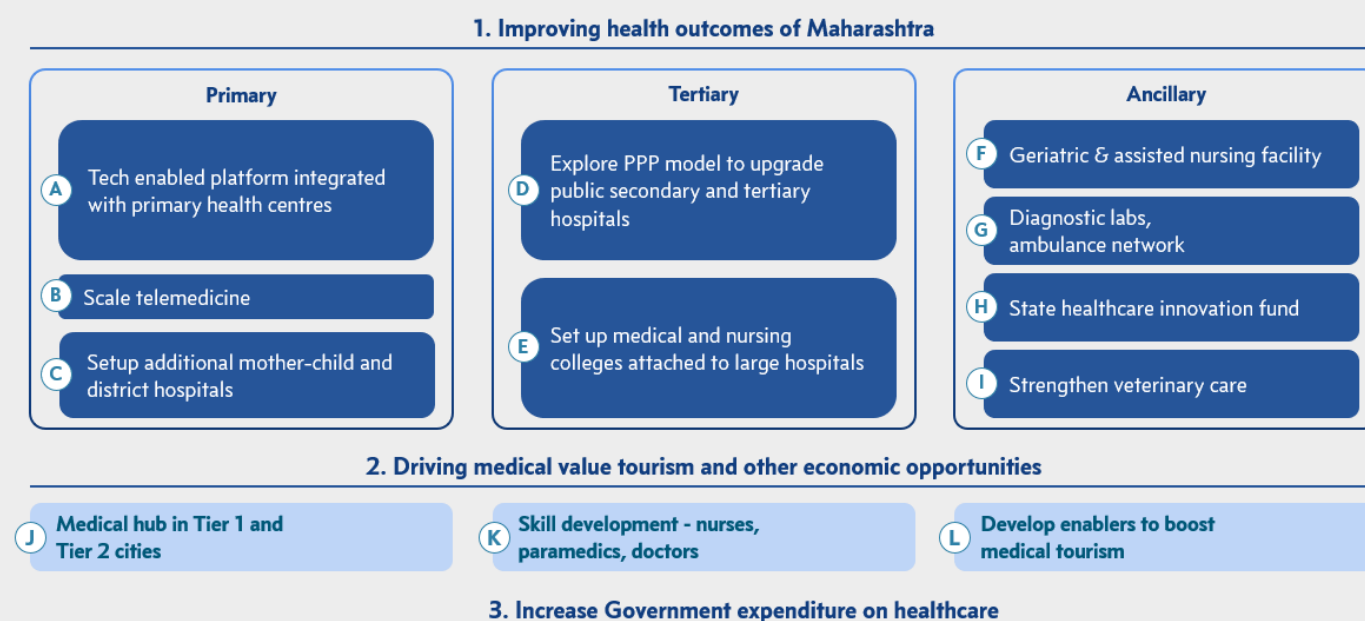 1. Improving health outcomes of Maharashtra
Primary
A
Tech enabled platform integrated
with primary health centres
B
Scale telemedicine
C
Setup additional mother-child and
district hospitals
Tertiary
D
Explore PPP model to upgrade
public secondary and tertiary
hospitals
E
Set up medical and nursing
colleges attached to large hospitals
Ancillary
F
Geriatric & assisted nursing facility
G
Diagnostic labs,
ambulance network
H
State healthcare innovation fund
I
Strengthen veterinary care
2. Driving medical value tourism and other economic opportunities
J
Medical hub in Tier 1 and
Tier 2 cities
K
Skill development - nurses,
paramedics, doctors
L
Develop enablers to boost
medical tourism
3. Increase Government expenditure on healthcare